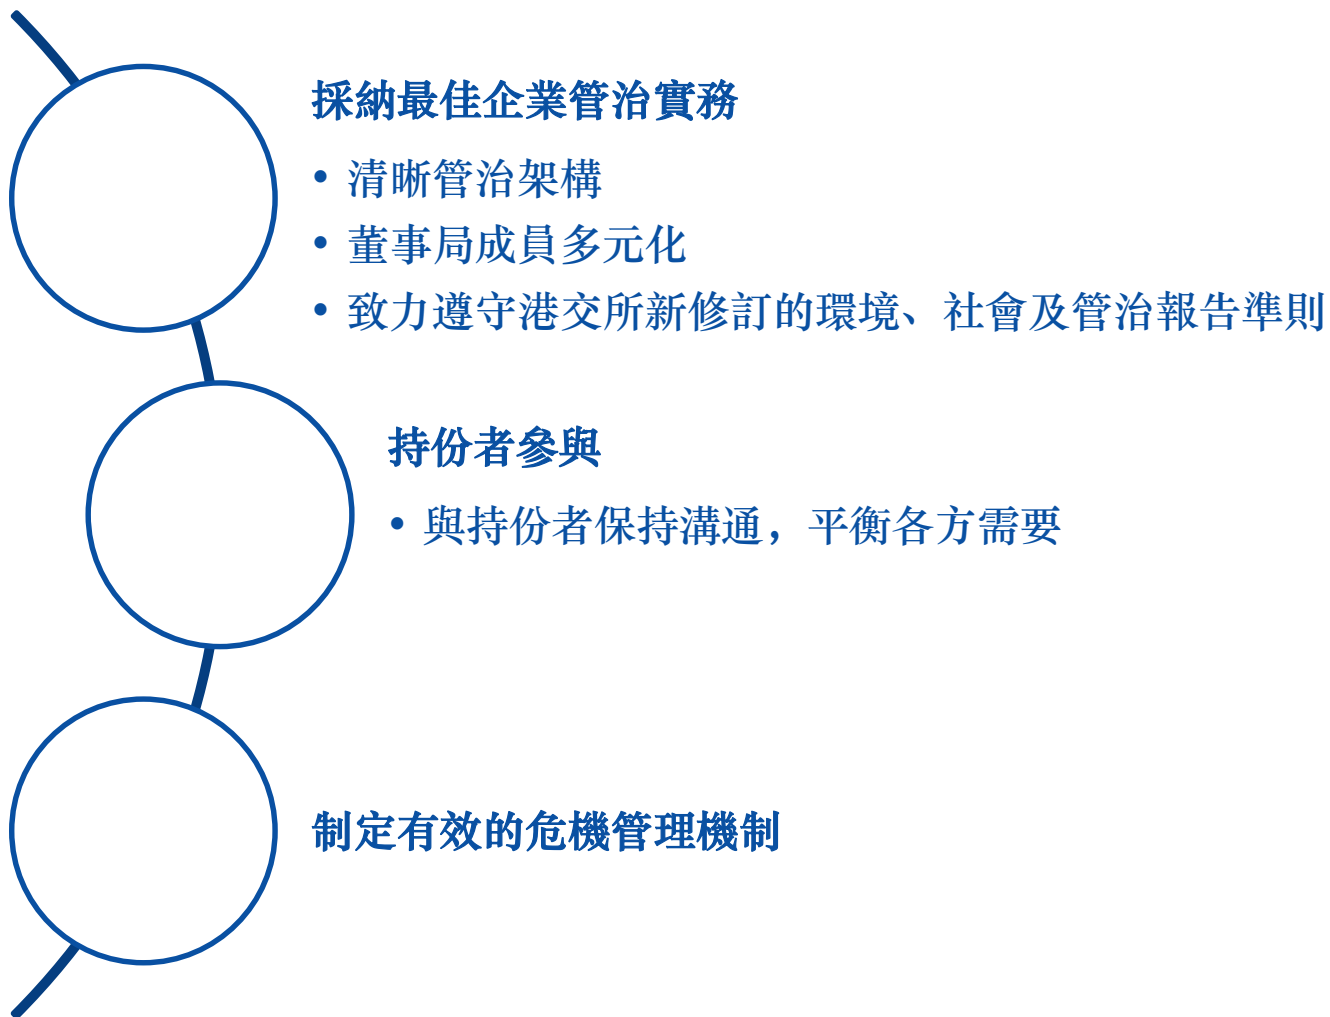 採納最佳企業管治實務
• 清晰管治架構
• 董事局成員多元化
• 致力遵守港交所新修訂的環境、社會及管治報告準則
持份者參與
• 與持份者保持溝通，平衡各方需要
制定有效的危機管理機制